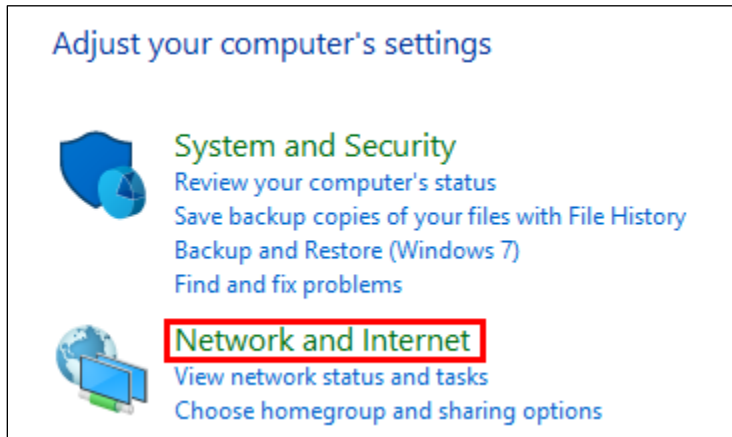 Adjust your computer's settings
System and Security
Review your computer's status
Save backup copies of your files with File History
Backup and Restore (Windows 7)
Find and fix problems
Network and Internet
View network status and tasks
Choose homegroup and sharing options